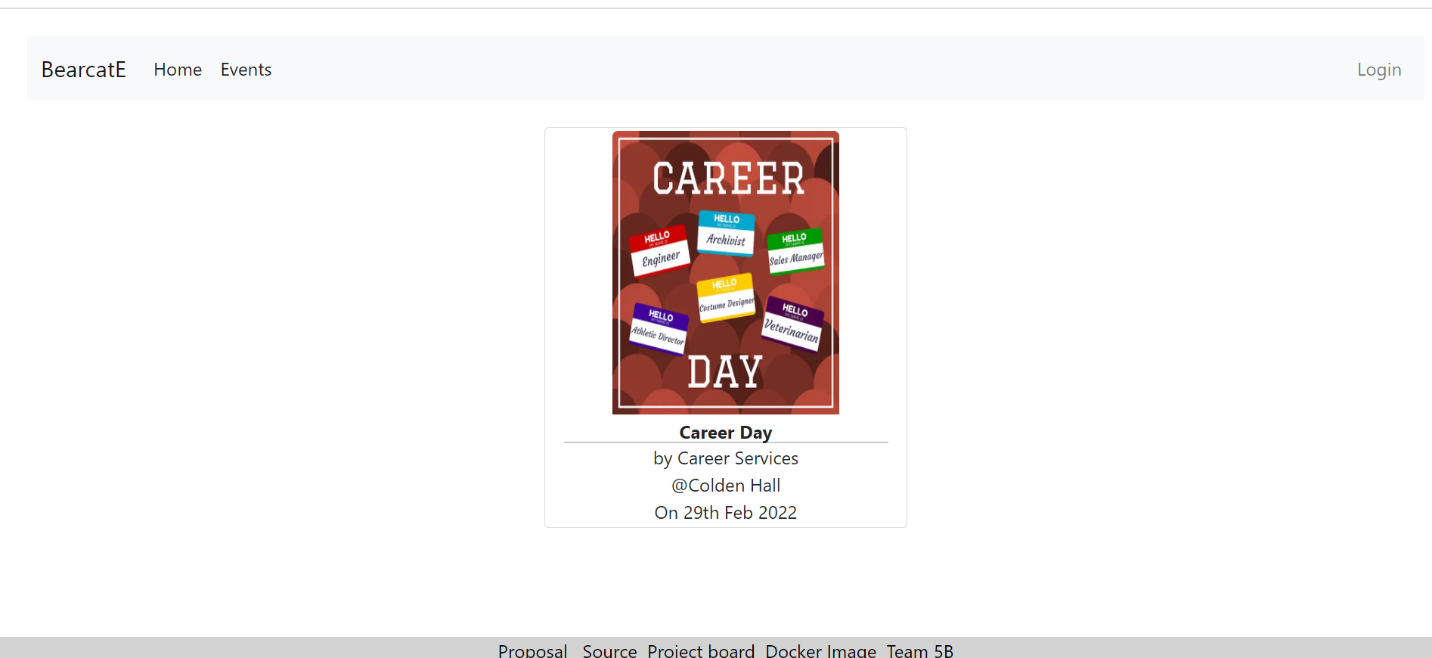 BearcatE Home Events Login
CAREER
HELLO
Engineer
HELLO
Archivist
HELLO
Sales Manager
HELLO
Athletic Director
HELLO
Costume Designer
HELLO
Veterinarian
DAY
Career Day
by Career Services
@Colden Hall
On 29th Feb 2022
Proposal Source Project board Docker Image Team 5B